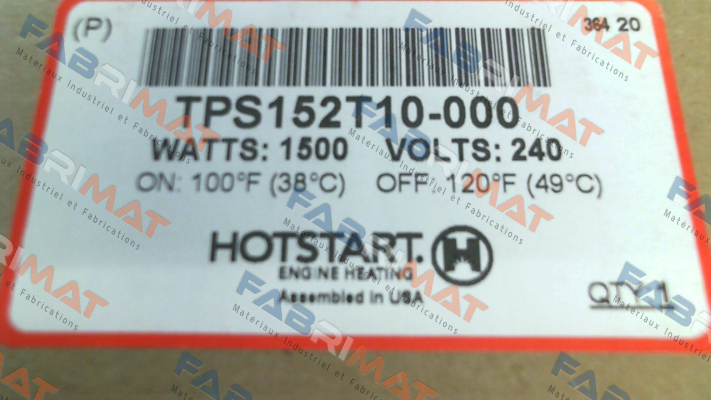 (P) 364 20
TPS152T10-000
WATTS: 1500 VOLTS: 240
ON: 100°F (38°C) OFF: 120°F (49°C)
HOTSTART.
ENGINE HEATING
Assembled in USA
QTY 1
FABRIMAT
Matériaux Industriel et Fabrications